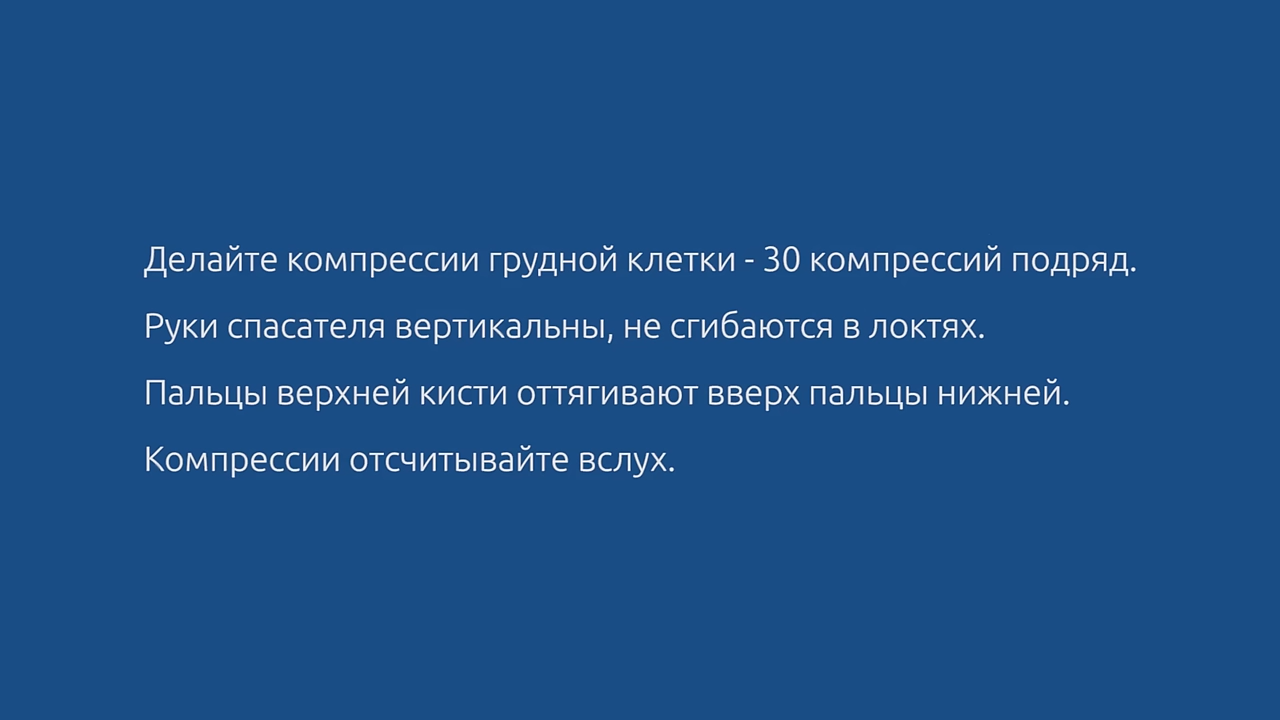 Делайте компрессии грудной клетки - 30 компрессий подряд.
Руки спасателя вертикальны, не сгибаются в локтях.
Пальцы верхней кисти оттягивают вверх пальцы нижней.
Компрессии отсчитывайте вслух.